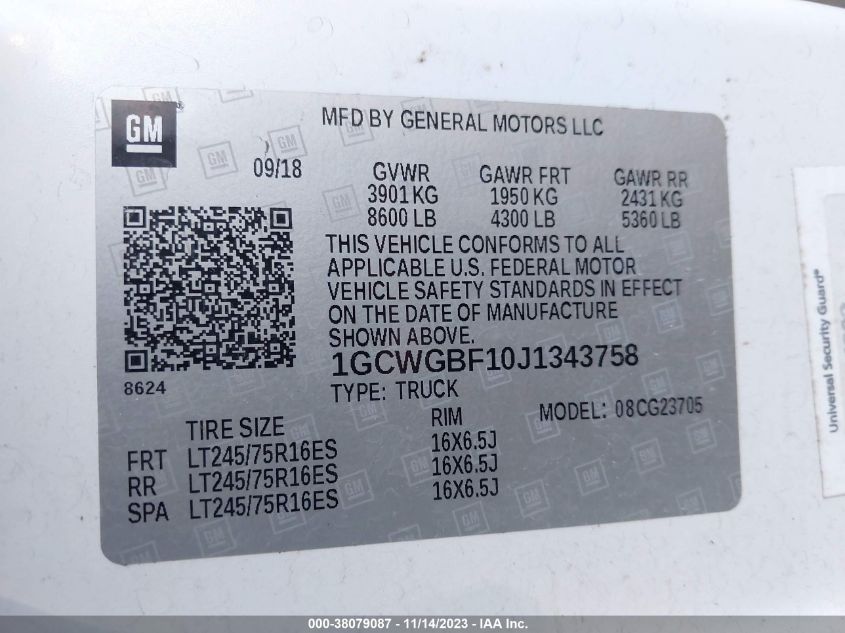 GM
MFD BY GENERAL MOTORS LLC
09/18
GVWR GAWR FRT GAWR RR
3901 KG 1950 KG 2431 KG
8600 LB 4300 LB 5360 LB
THIS VEHICLE CONFORMS TO ALL
APPLICABLE U.S. FEDERAL MOTOR
VEHICLE SAFETY STANDARDS IN EFFECT
ON THE DATE OF MANUFACTURE
SHOWN ABOVE.
1GCWGBF10J1343758
8624
TYPE: TRUCK
MODEL: 08CG23705
TIRE SIZE RIM
FRT LT245/75R16ES 16X6.5J
RR LT245/75R16ES 16X6.5J
SPA LT245/75R16ES 16X6.5J
Universal Security Guard®
000-38079087 - 11/14/2023 - IAA Inc.